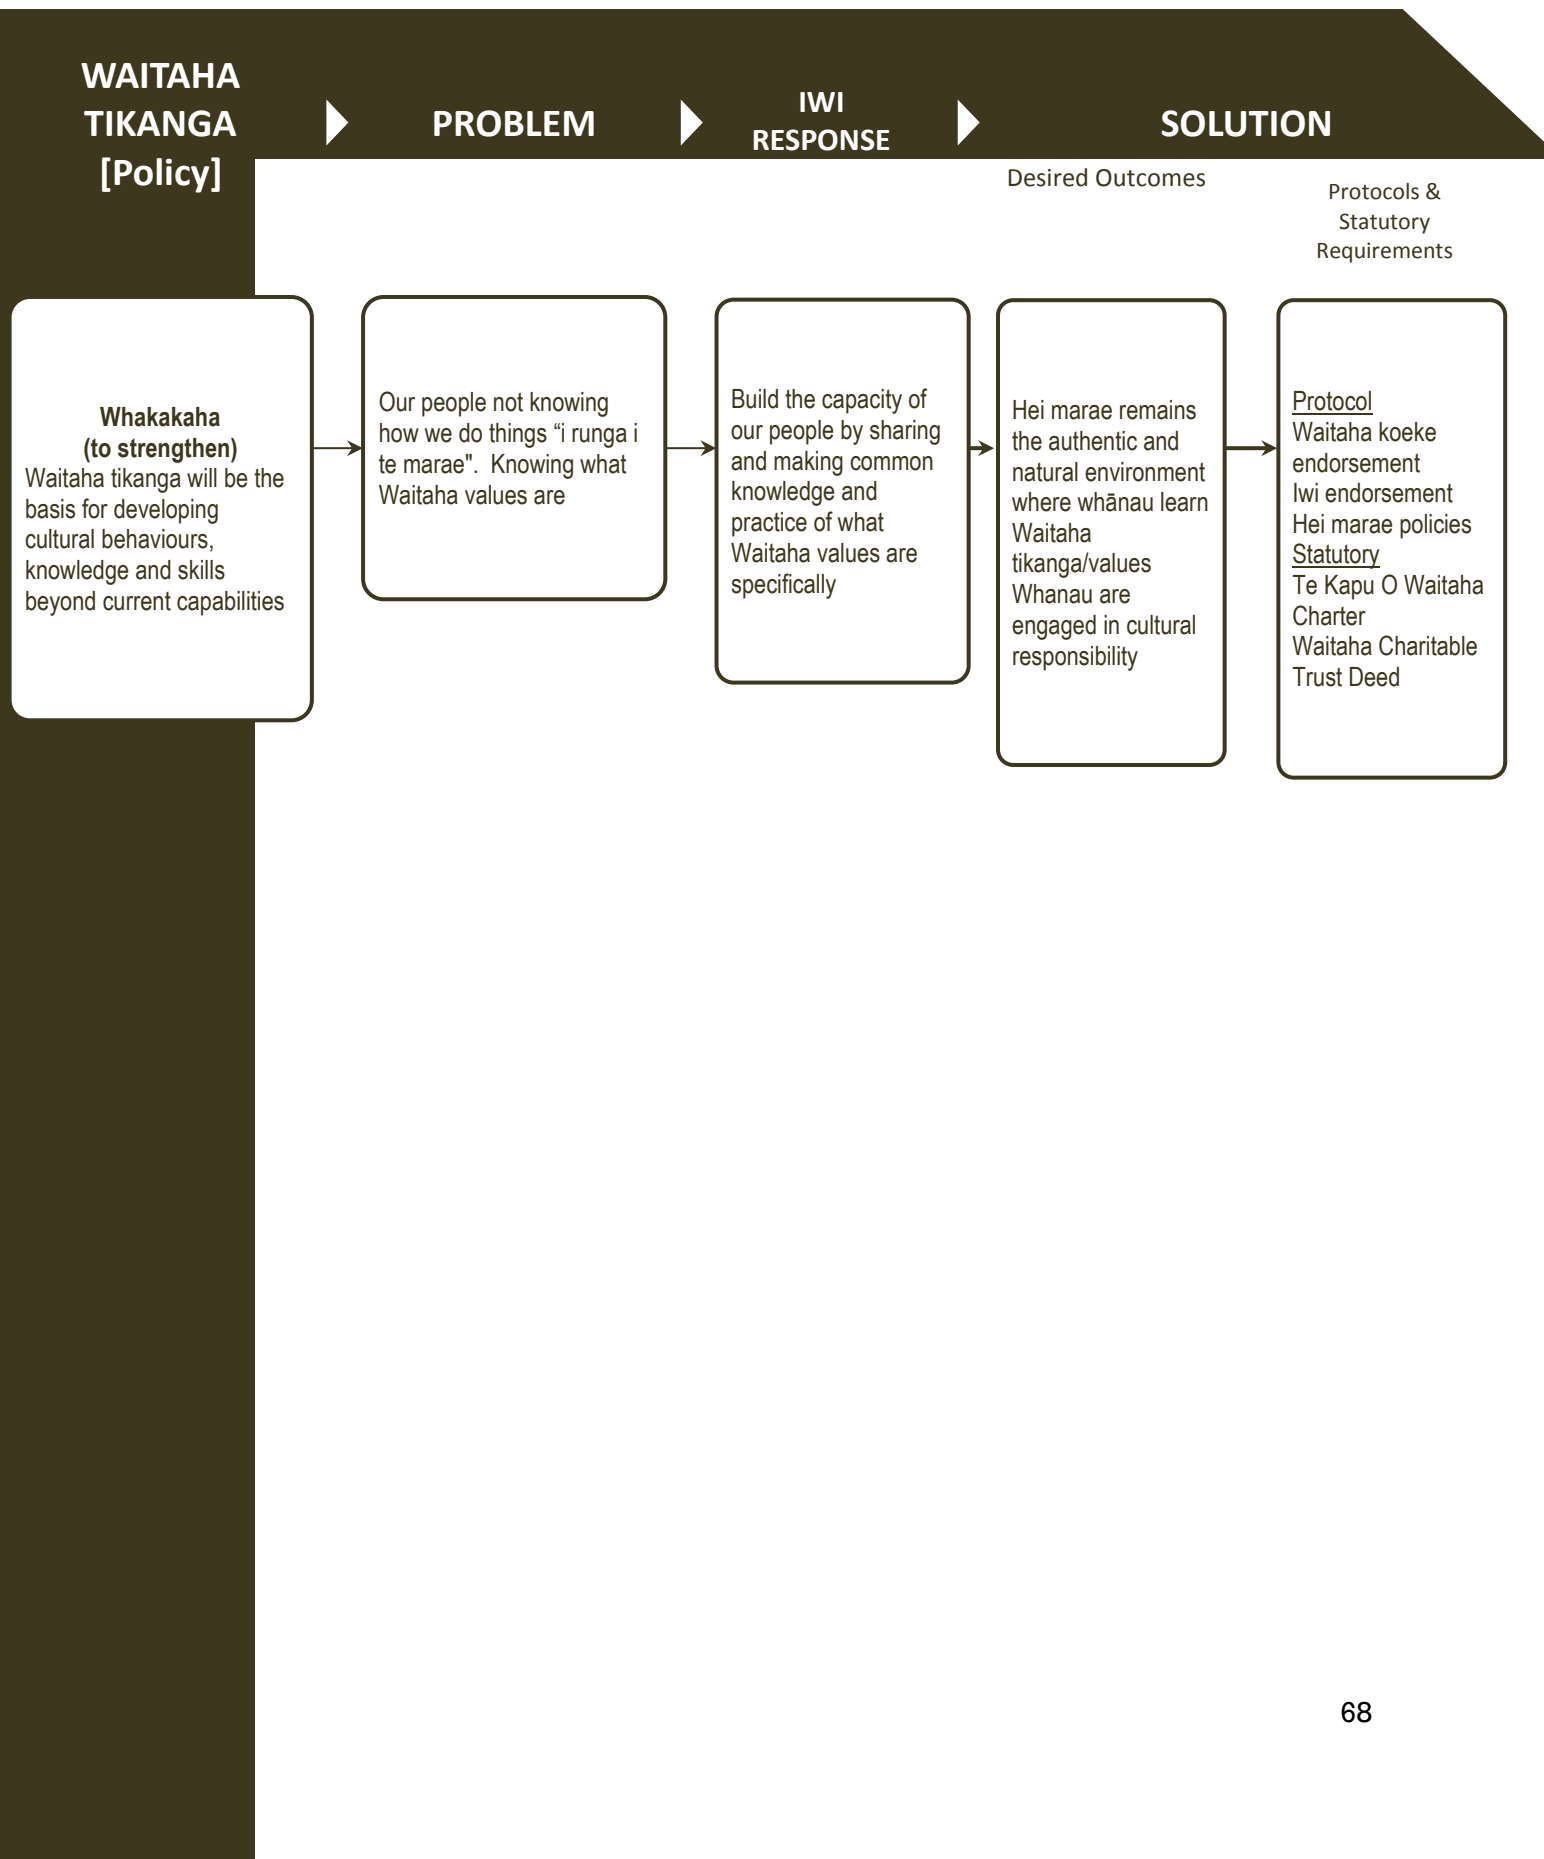 WAITAHA
TIKANGA
[Policy]
PROBLEM
IWI
RESPONSE
SOLUTION
Desired Outcomes
Protocols &
Statutory
Requirements
Whakakaha
(to strengthen)
Waitaha tikanga will be the
basis for developing
cultural behaviours,
knowledge and skills
beyond current capabilities
Our people not knowing
how we do things “i runga i
te marae". Knowing what
Waitaha values are
Build the capacity of
our people by sharing
and making common
knowledge and
practice of what
Waitaha values are
specifically
Hei marae remains
the authentic and
natural environment
where whānau learn
Waitaha
tikanga/values
Whanau are
engaged in cultural
responsibility
Protocol
Waitaha koeke
endorsement
Iwi endorsement
Hei marae policies
Statutory
Te Kapu O Waitaha
Charter
Waitaha Charitable
Trust Deed
68